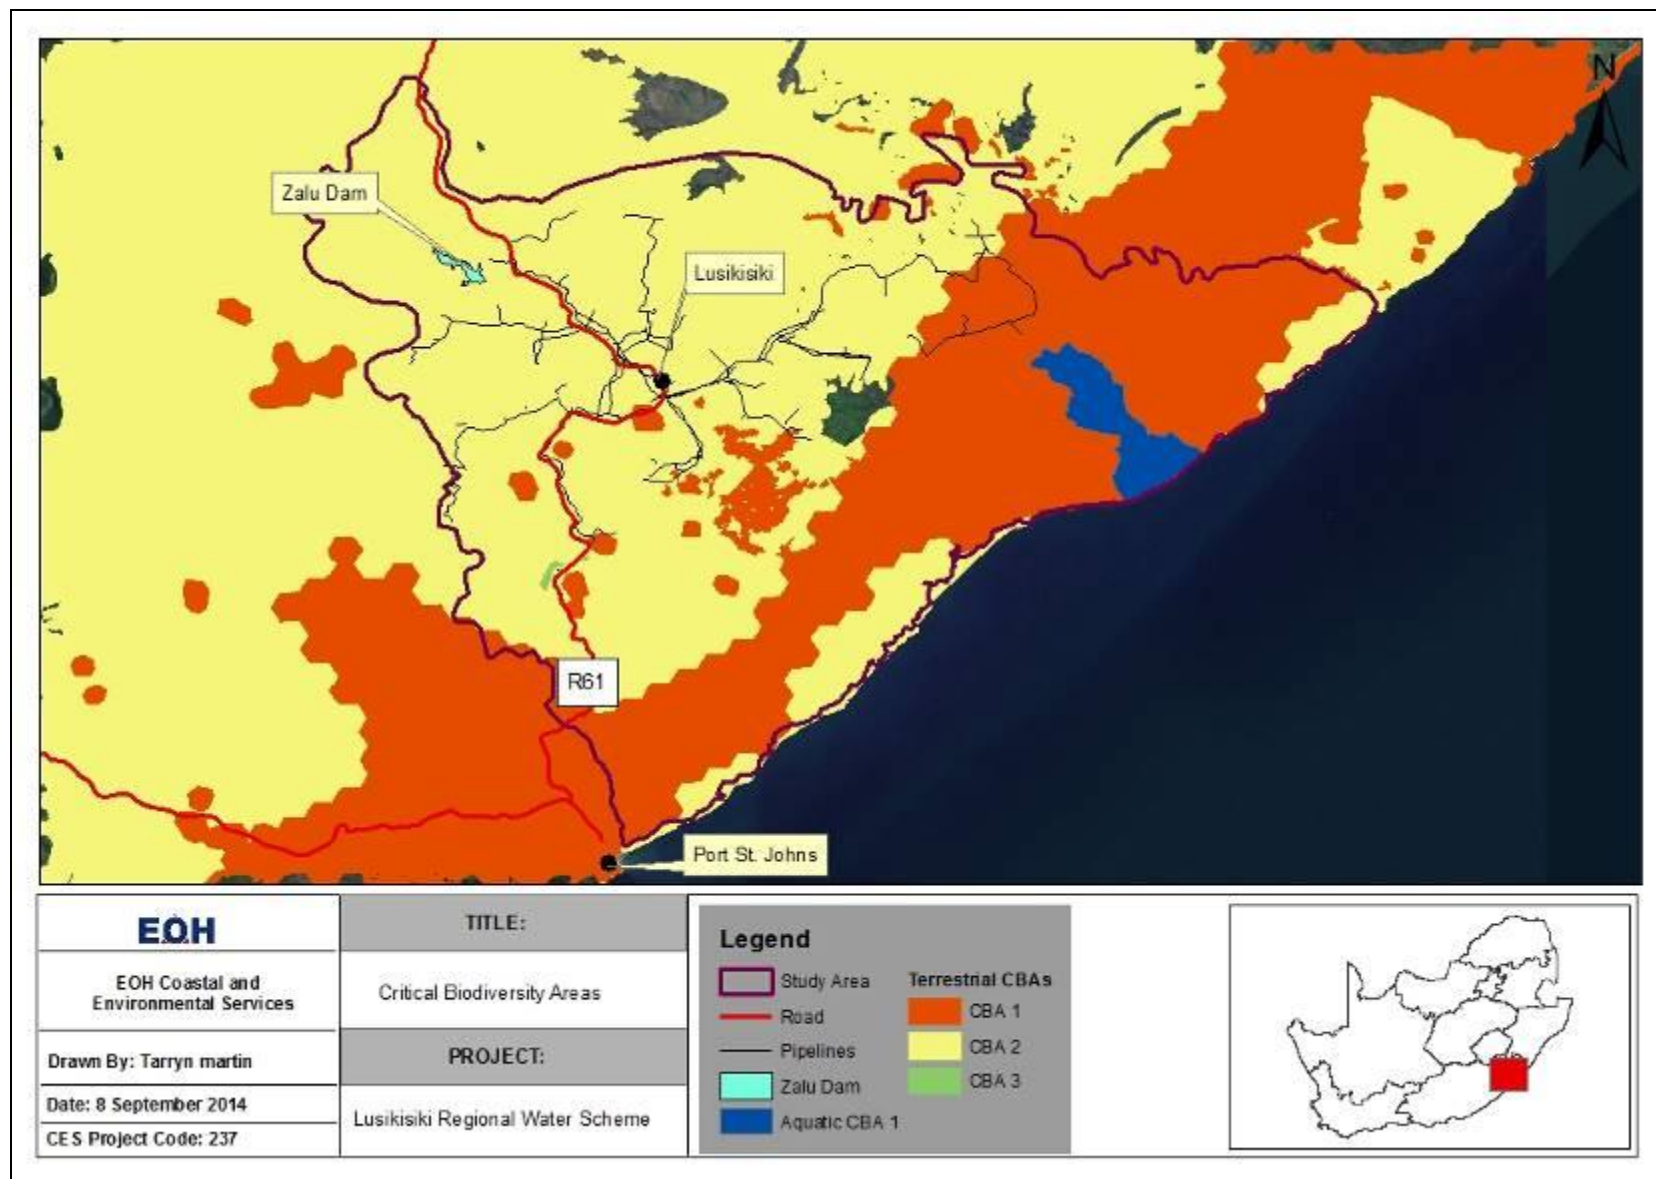 N
Zalu Dam
Lusikisiki
R61
Port St. Johns
EOH
EOH Coastal and
Environmental Services
Drawn By: Tarryn martin
Date: 8 September 2014
CES Project Code: 237
TITLE:
Critical Biodiversity Areas
PROJECT:
Lusikisiki Regional Water Scheme
Legend
Study Area
Road
Pipelines
Zalu Dam
Aquatic CBA 1
Terrestrial CBAs
CBA 1
CBA 2
CBA 3